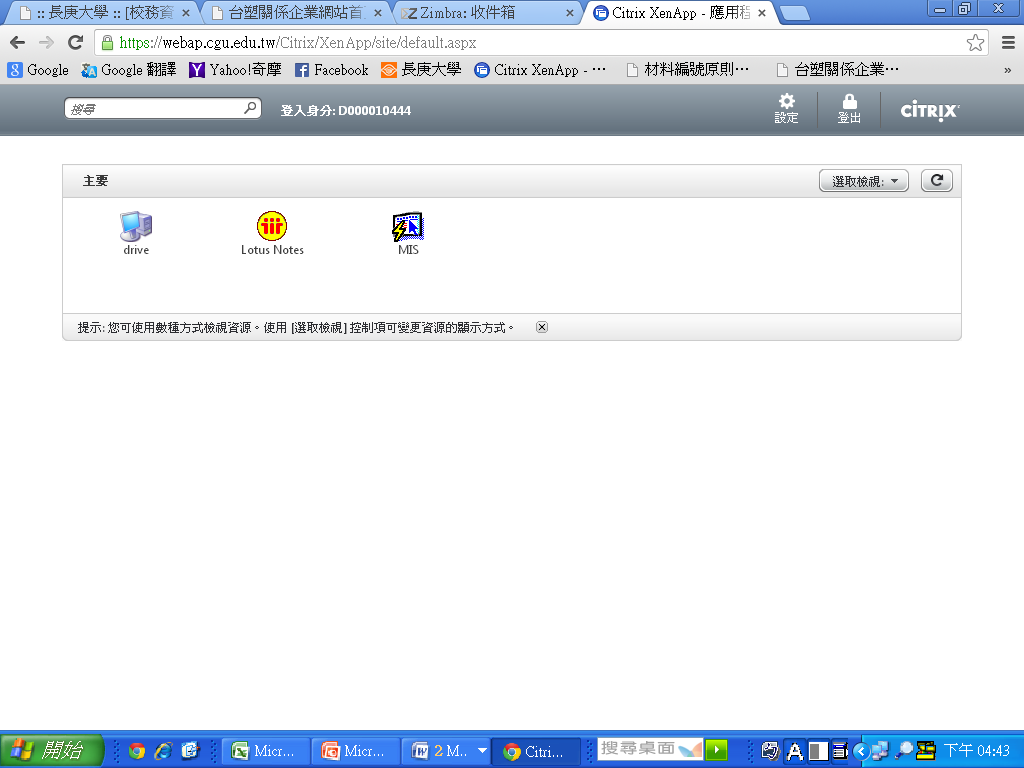 :: 長庚大學 :: [校務資
台塑關係企業網站首
Zimbra: 收件箱
Citrix XenApp - 應用程
https://webap.cgu.edu.tw/Citrix/XenApp/site/default.aspx
Google
Google 翻譯
Yahoo!奇摩
Facebook
長庚大學
Citrix XenApp - ⋯
材料編號原則⋯
台塑關係企業⋯
»
搜尋
登入身分: D000010444
設定
登出
CITRIX
主要
選取檢視:
drive
Lotus Notes
MIS
提示: 您可使用數種方式檢視資源。使用 [選取檢視] 控制項可變更資源的顯示方式。
開始
Micr...
Micr...
2 M..
Citri...
搜尋桌面
A
下午 04:43